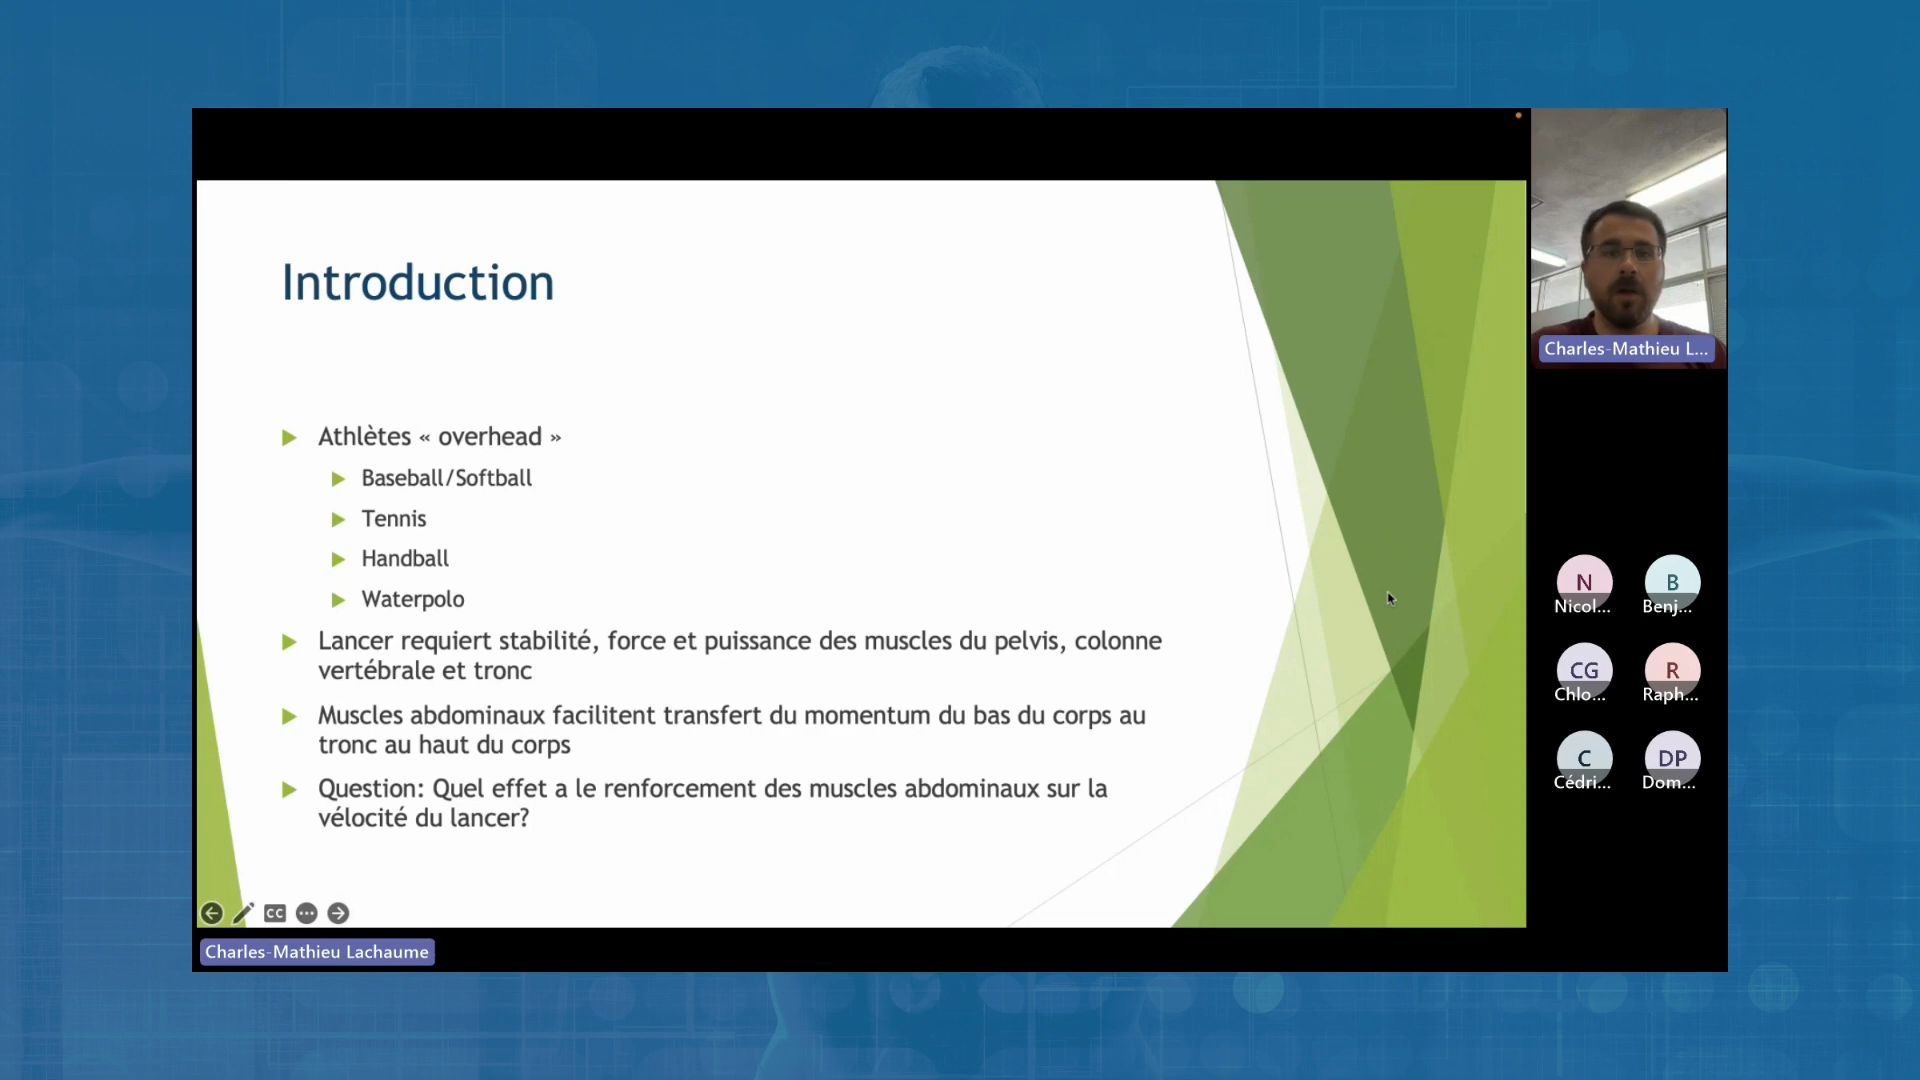 Introduction
Athlètes « overhead »
Baseball/Softball
Tennis
Handball
Waterpolo
Lancer requiert stabilité, force et puissance des muscles du pelvis, colonne
vertébrale et tronc
Muscles abdominaux facilitent transfert du momentum du bas du corps au
tronc au haut du corps
Question: Quel effet a le renforcement des muscles abdominaux sur la
vélocité du lancer?
CC
Charles-Mathieu Lachaume
Charles-Mathieu L...
N
Nicol...
B
Benj...
CG
Chlo...
R
Raph...
C
Cédri...
DP
Dom...